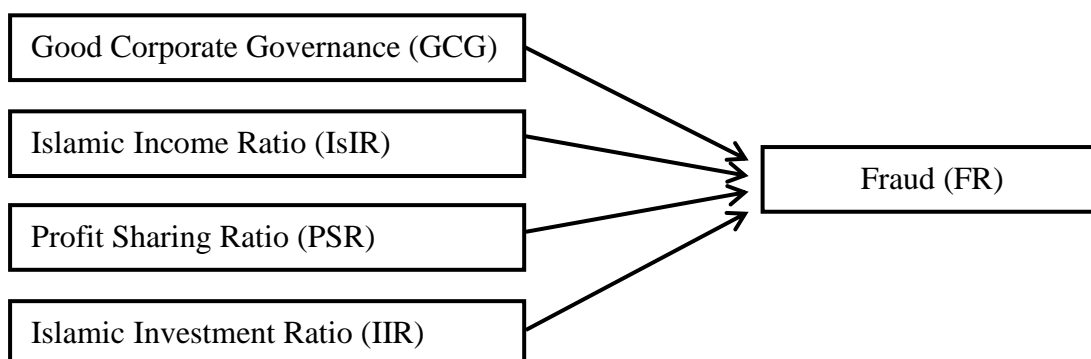 Good Corporate Governance (GCG)
Islamic Income Ratio (IsIR)
Fraud (FR)
Profit Sharing Ratio (PSR)
Islamic Investment Ratio (IIR)